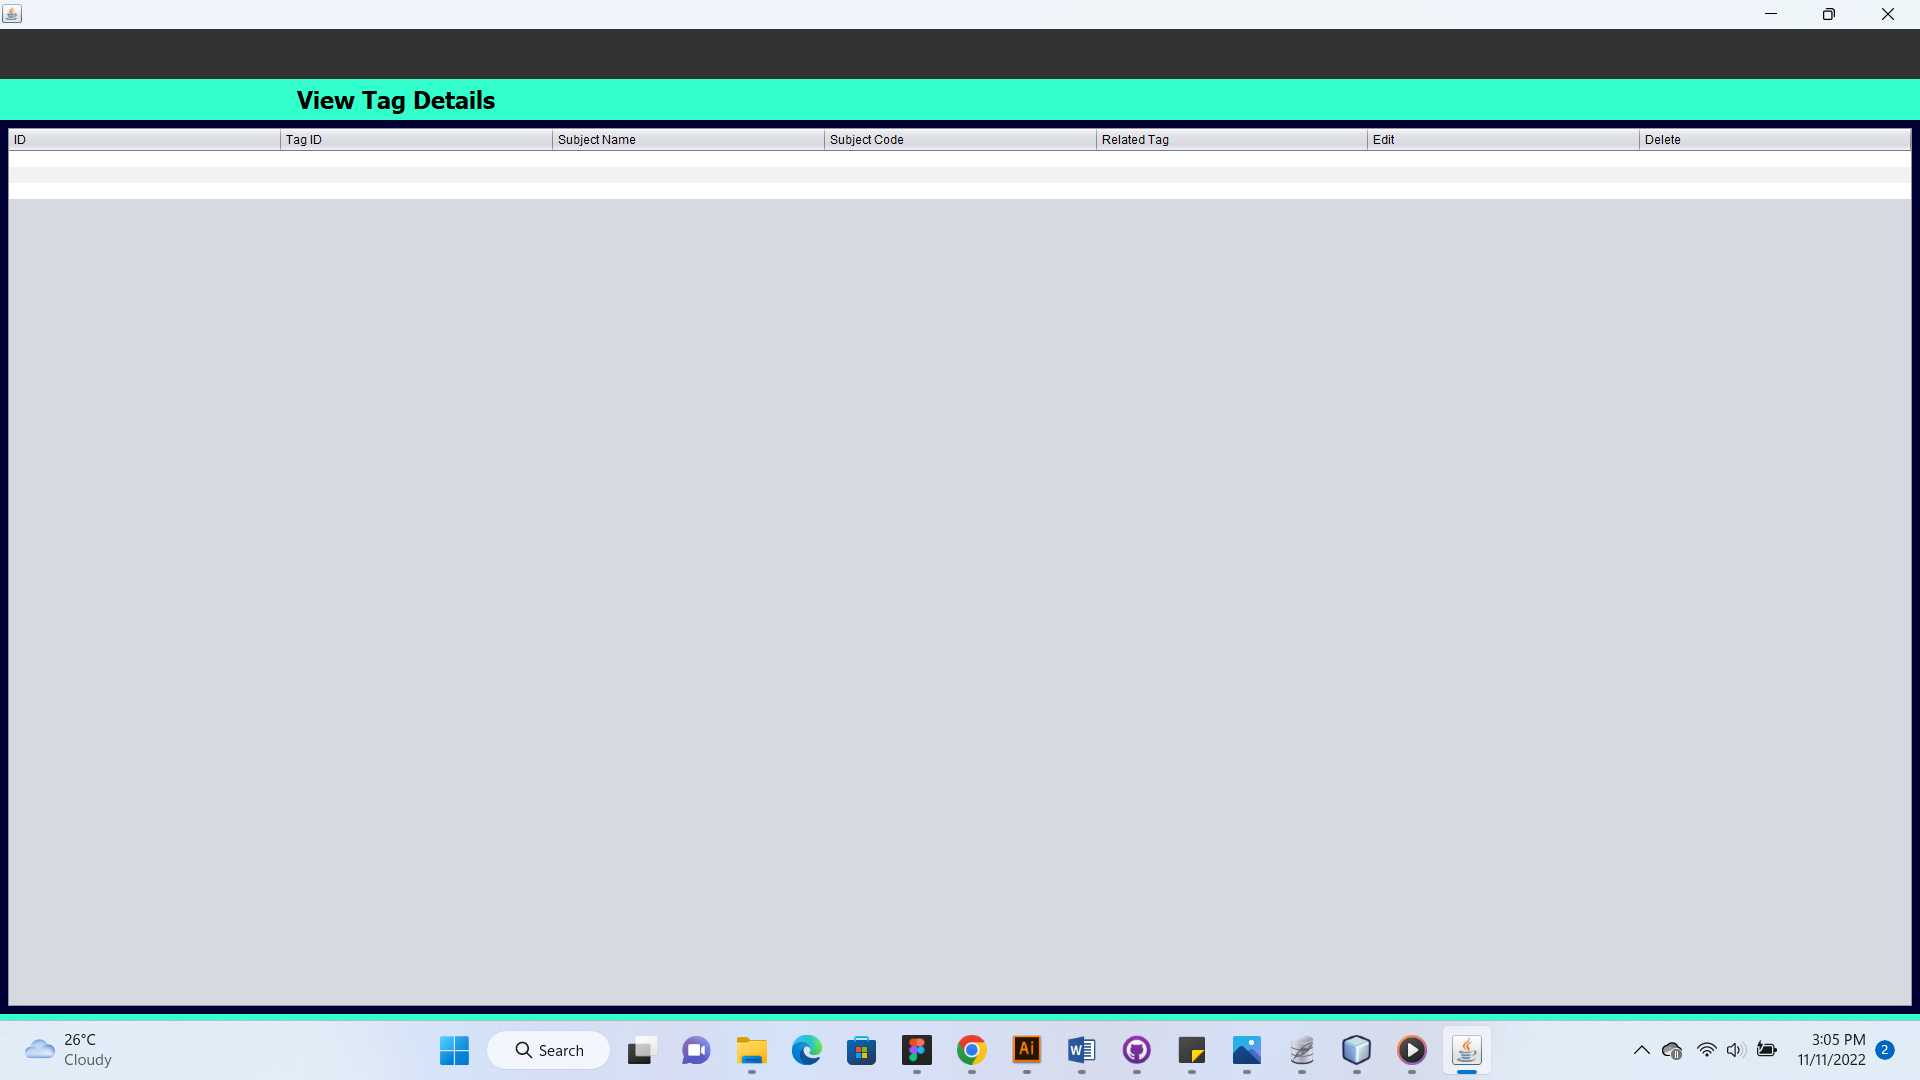 View Tag Details
ID Tag ID Subject Name Subject Code Related Tag Edit Delete
26°C
Cloudy
Search
Ai
W
3:05 PM
11/11/2022
2